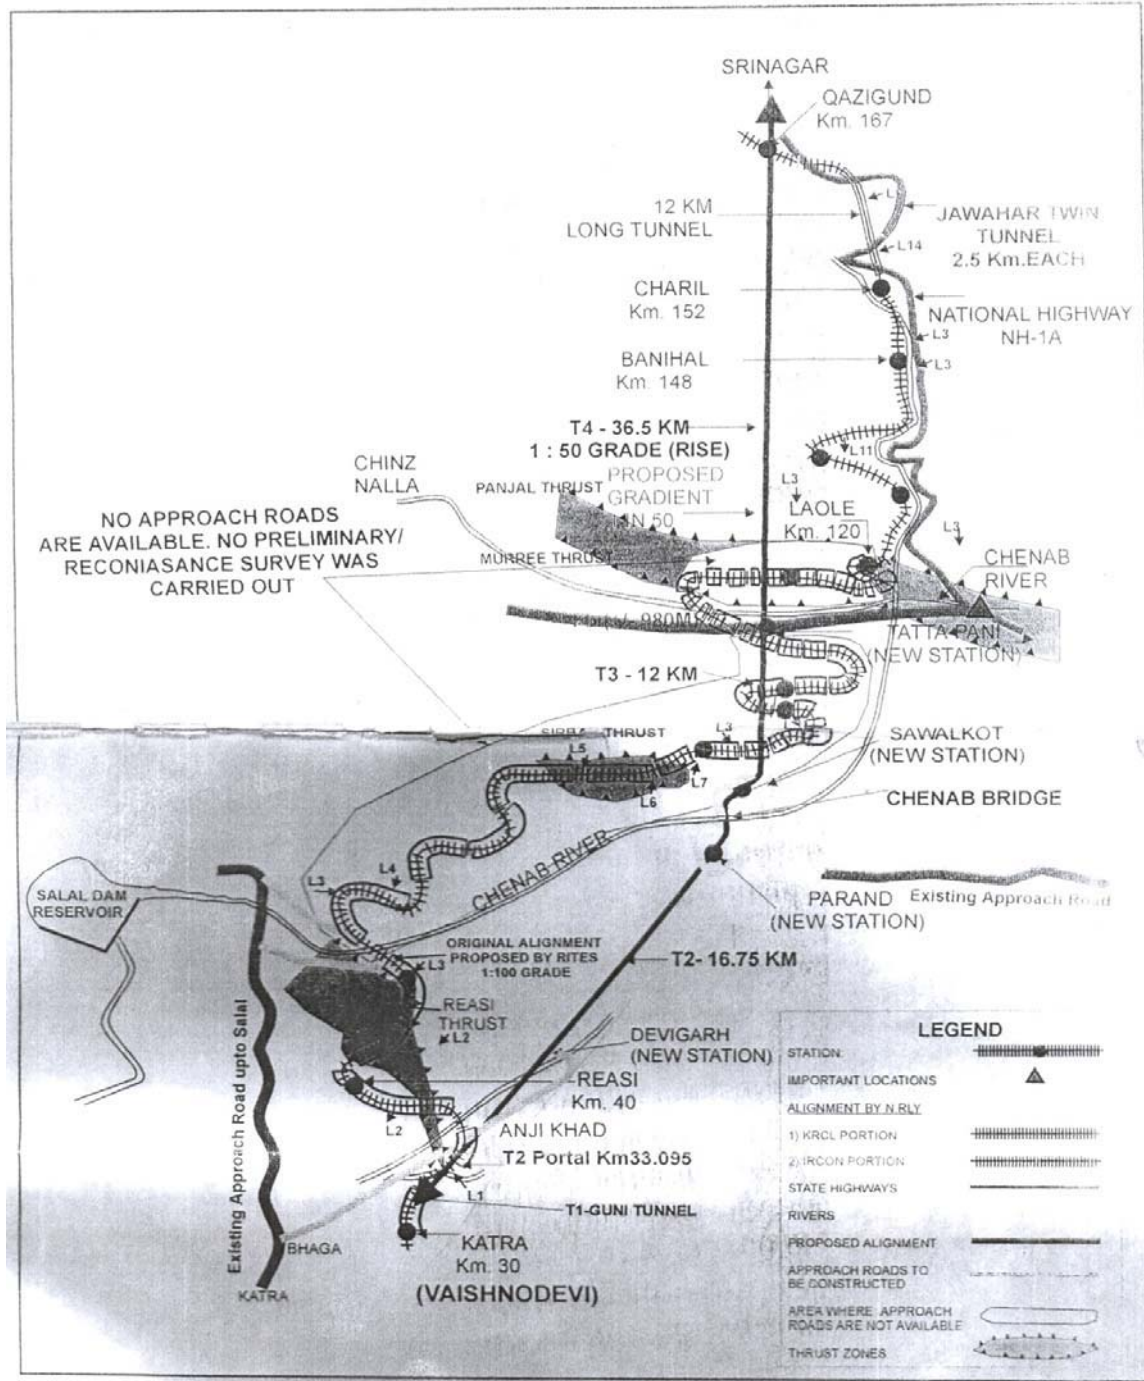 SRINAGAR
QAZIGUND
Km. 167
12 KM
LONG TUNNEL
L
JAWAHAR TWIN
TUNNEL
2.5 Km.EACH
L14
CHARIL
Km. 152
NATIONAL HIGHWAY
NH-1A
L3
L3
BANIHAL
Km. 148
T4 - 36.5 KM
1 : 50 GRADE (RISE)
L11
CHINZ
NALLA
PANJAL THRUST
PROPOSED
GRADIENT
50
L3
LAOLE
Km. 120
L3
NO APPROACH ROADS
ARE AVAILABLE. NO PRELIMINARY/
RECONIASANCE SURVEY WAS
CARRIED OUT
MURREE THRUST
CHENAB
RIVER
980M
TATTA PANI
(NEW STATION)
T3 - 12 KM
THRUST
L5
L3
SAWALKOT
(NEW STATION)
L7
L6
CHENAB BRIDGE
CHENAB RIVER
L4
L3
SALAL DAM
RESERVOIR
PARAND
(NEW STATION)
Existing Approach Road
ORIGINAL ALIGNMENT
PROPOSED BY RITES
1:100 GRADE
L3
T2- 16.75 KM
REASI
THRUST
L2
DEVIGARH
(NEW STATION)
REASI
Km. 40
L2
ANJI KHAD
T2 Portal Km33.095
L1
T1-GUNI TUNNEL
Existing Approach Road upto Salal
BHAGA
KATRA
KATRA
Km. 30
(VAISHNODEVI)
LEGEND
STATION:
IMPORTANT LOCATIONS
ALIGNMENT BY N.RLY
1) KRCL PORTION
2) IRCON PORTION
STATE HIGHWAYS
RIVERS
PROPOSED ALIGNMENT
APPROACH ROADS TO
BE CONSTRUCTED
AREA WHERE APPROACH
ROADS ARE NOT AVAILABLE
THRUST ZONES